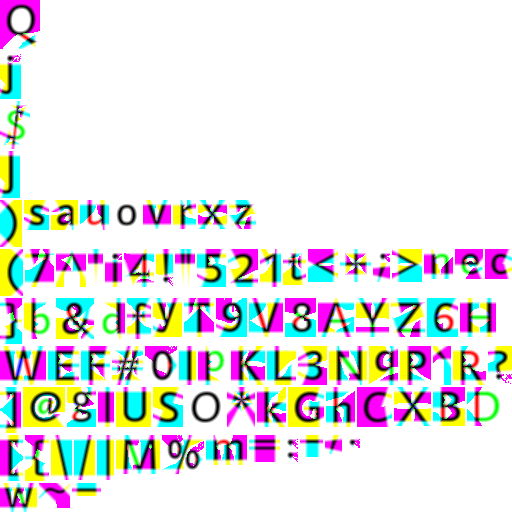 Q
j
$
J
) s a u o v r x z
( 7 ^ i 4 ! " 5 2 1 t < + ; > n e c
} b & d f y T 9 V 8 A Y Z 6 H
W E F # 0 l p K L 3 N q P ` R ?
] @ g I U S O * k G h C X B D
[ { \ / | M % m = : - ' .
w ~ _